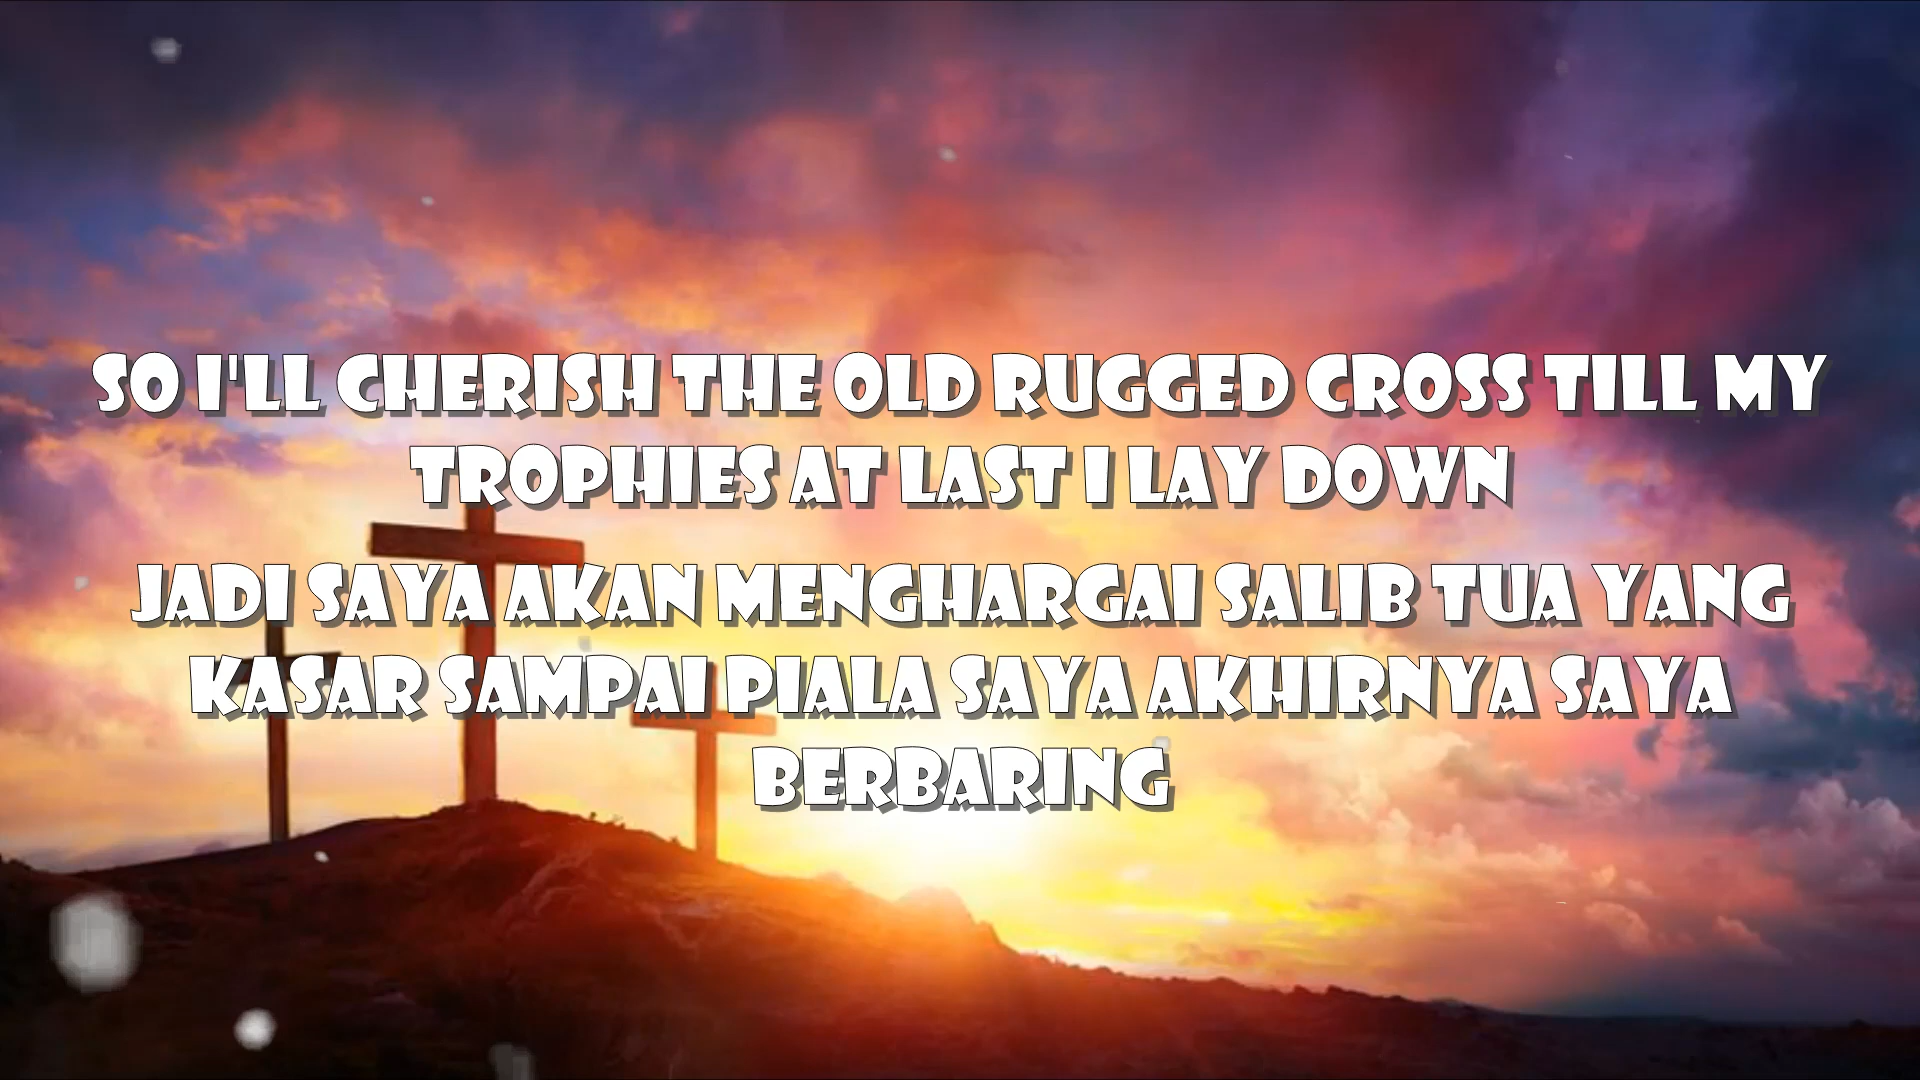 SO I'LL CHERISH THE OLD RUGGED CROSS TILL MY
TROPHIES AT LAST I LAY DOWN
JADI SAYA AKAN MENGHARGAI SALIB TUA YANG
KASAR SAMPAI PIALA SAYA AKHIRNYA SAYA
BERBARING